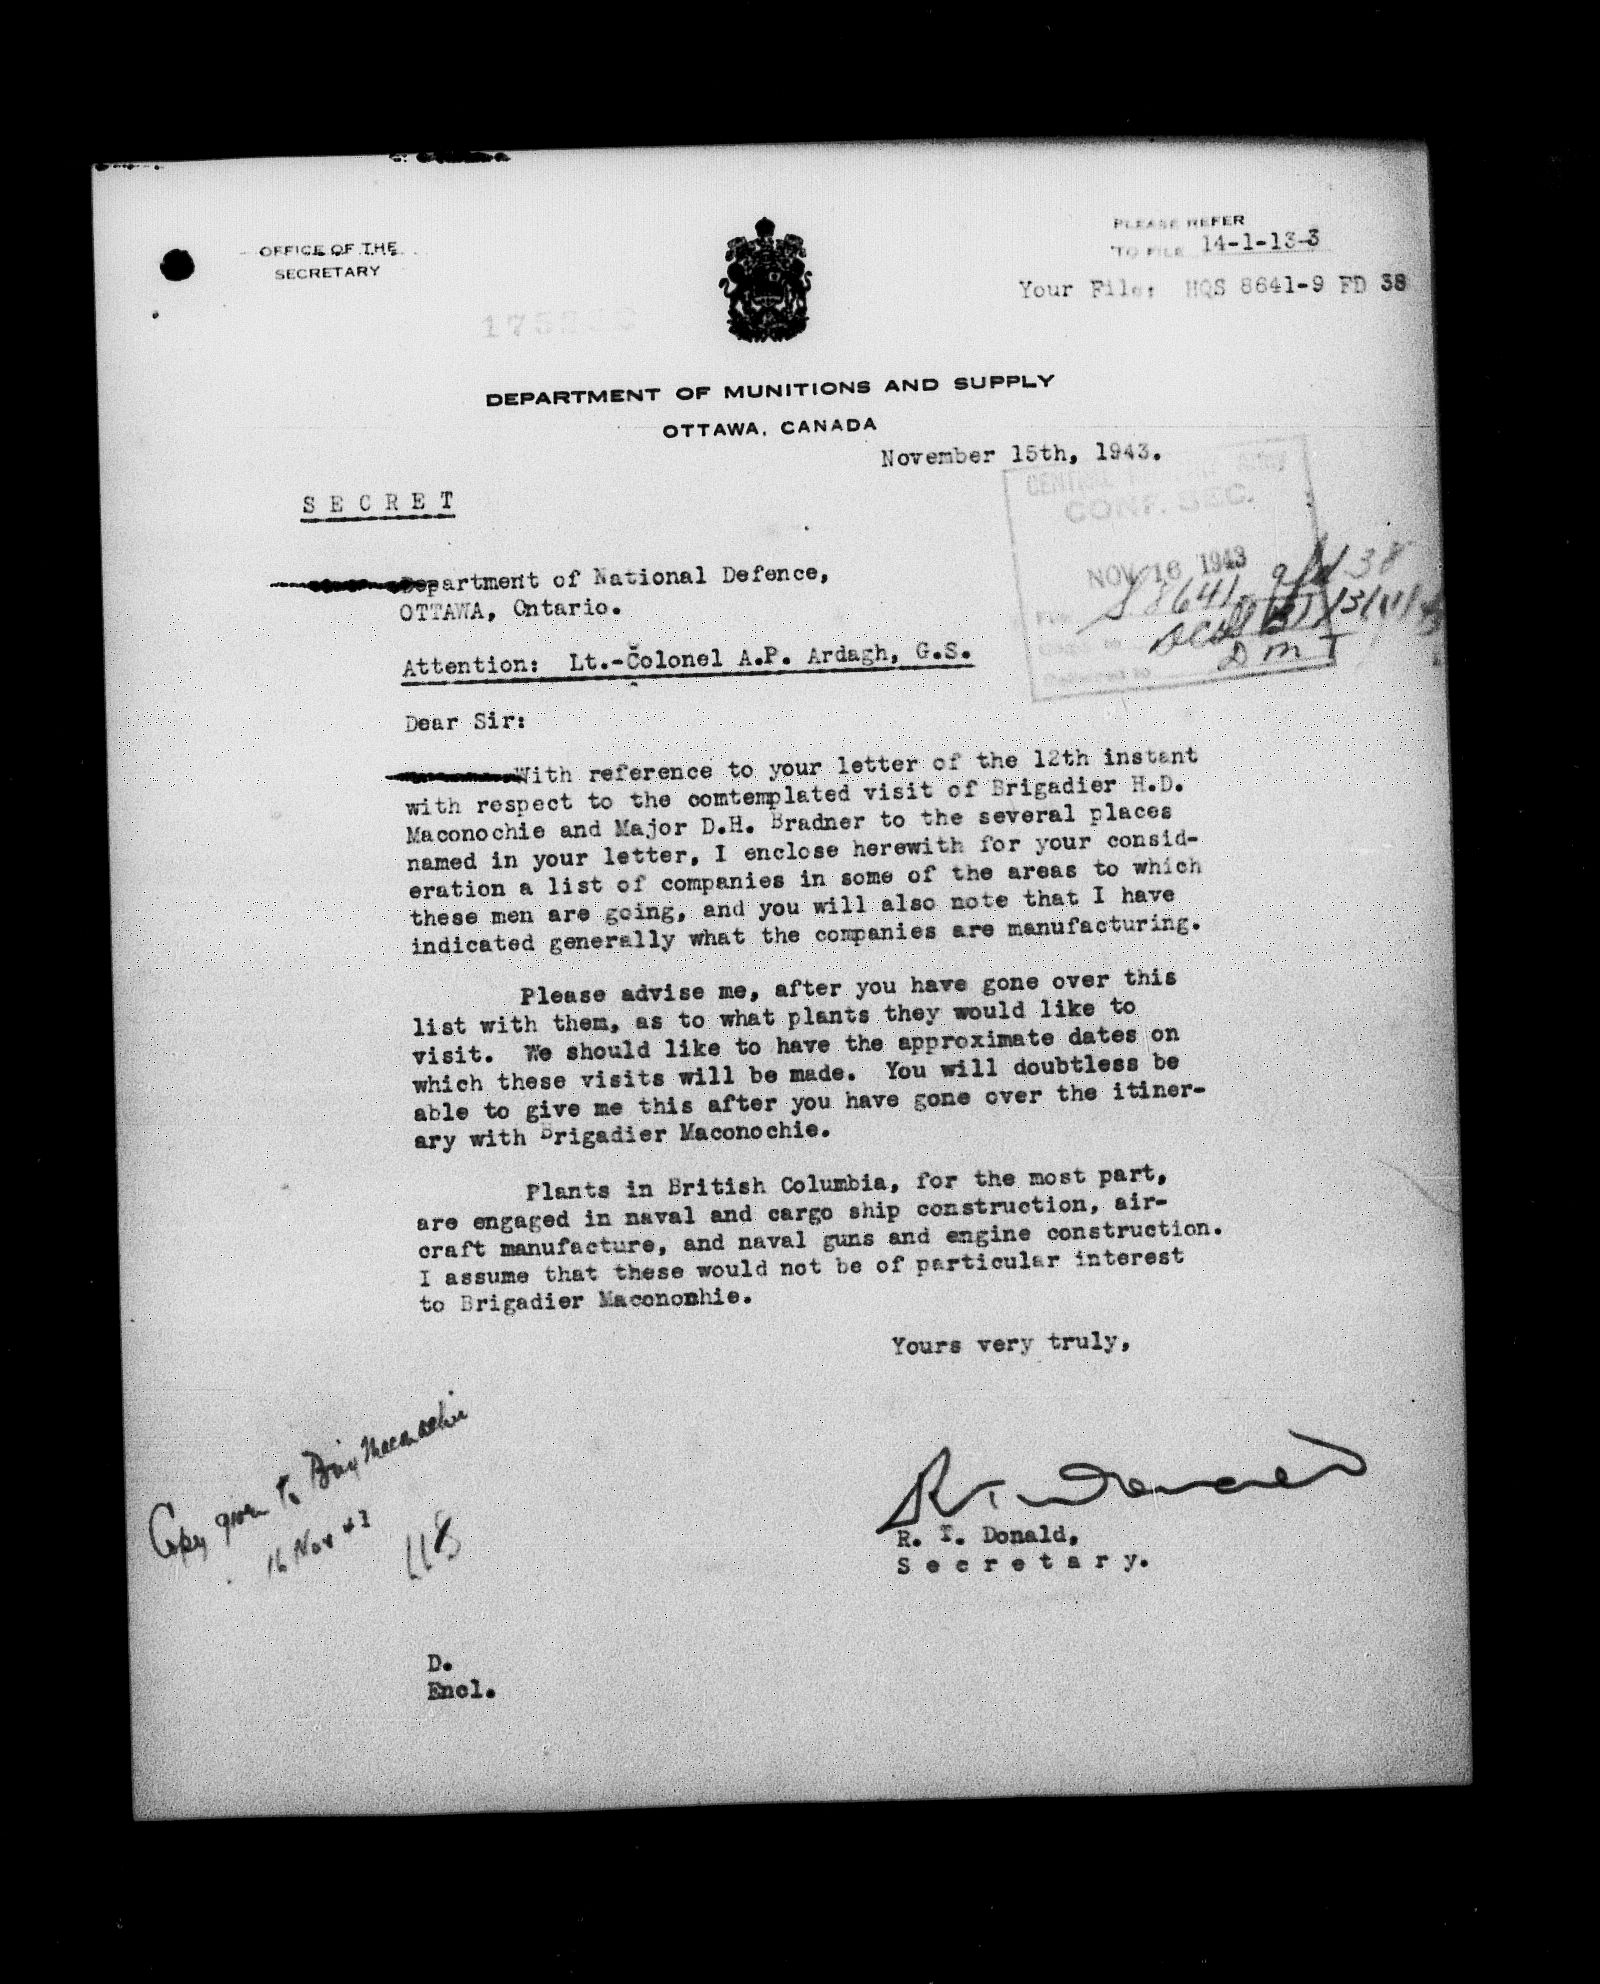 OFFICE OF THE
SECRETARY
PLEASE REFER
TO FILE 14-1-13-3
Your File: HQS 8641-9 FD 38
DEPARTMENT OF MUNITIONS AND SUPPLY
OTTAWA, CANADA
November 15th, 1943.
S E C R E T
CONF. SEC.
NOV 16 1943
Department of National Defence,
OTTAWA, Ontario.
8641
D M T
Attention: Lt.-Colonel A.P. Ardagh, G.S.
Dear Sir:
With reference to your letter of the 12th instant
with respect to the comtemplated visit of Brigadier H.D.
Maconochie and Major D.H. Bradner to the several places
named in your letter, I enclose herewith for your consid-
eration a list of companies in some of the areas to which
these men are going, and you will also note that I have
indicated generally what the companies are manufacturing.
Please advise me, after you have gone over this
list with them, as to what plants they would like to
visit. We should like to have the approximate dates on
which these visits will be made. You will doubtless be
able to give me this after you have gone over the itiner-
ary with Brigadier Maconochie.
Plants in British Columbia, for the most part,
are engaged in naval and cargo ship construction, air-
craft manufacture, and naval guns and engine construction.
I assume that these would not be of particular interest
to Brigadier Maconomhie.
Yours very truly,
Copy given to Brig Maconochie
16 Nov 43
118
R. T. Donald,
S e c r e t a r y.
D.
Encl.